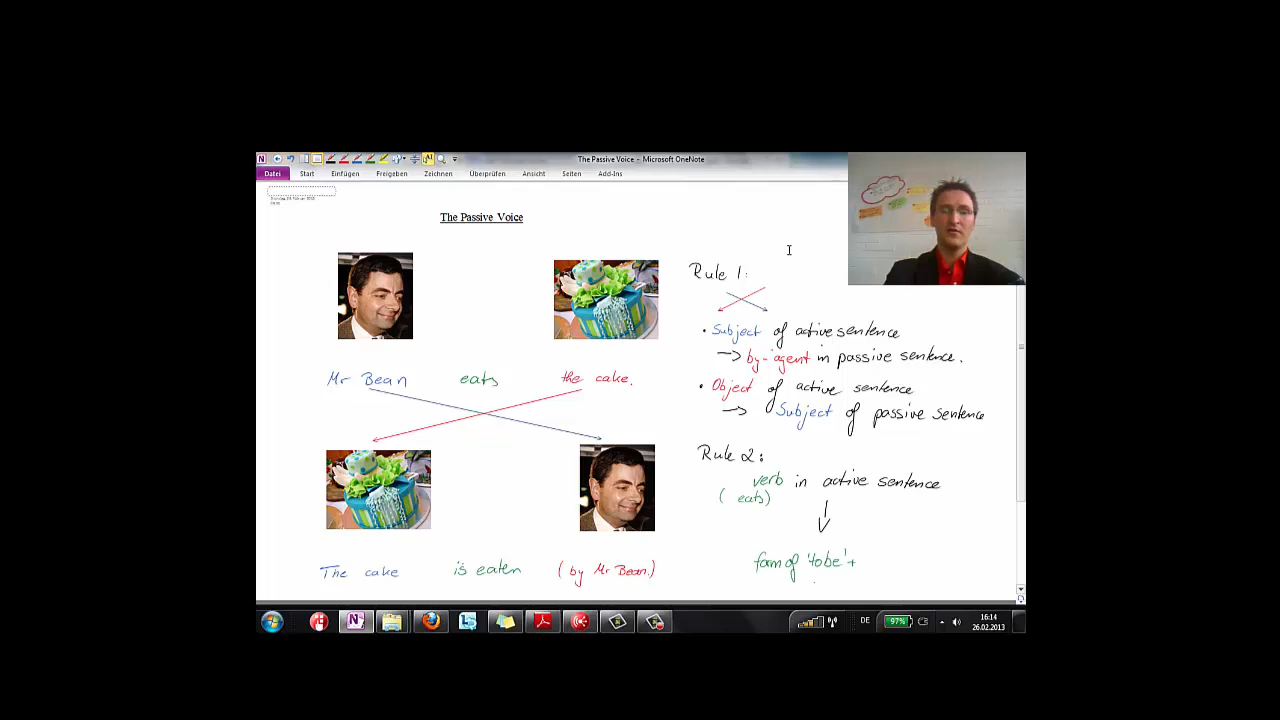 The Passive Voice - Microsoft OneNote
Datei Start Einfügen Freigeben Zeichnen Überprüfen Ansicht Seiten Add-Ins
The Passive Voice
Rule 1:
• Subject of active sentence
→ by-agent in passive sentence.
Mr Bean eats the cake.
• Object of active sentence
→ Subject of passive sentence
Rule 2:
verb in active sentence
(eats)
form of 'to be' +
The cake is eaten (by Mr Bean.)
DE 97% 16:14
26.02.2013